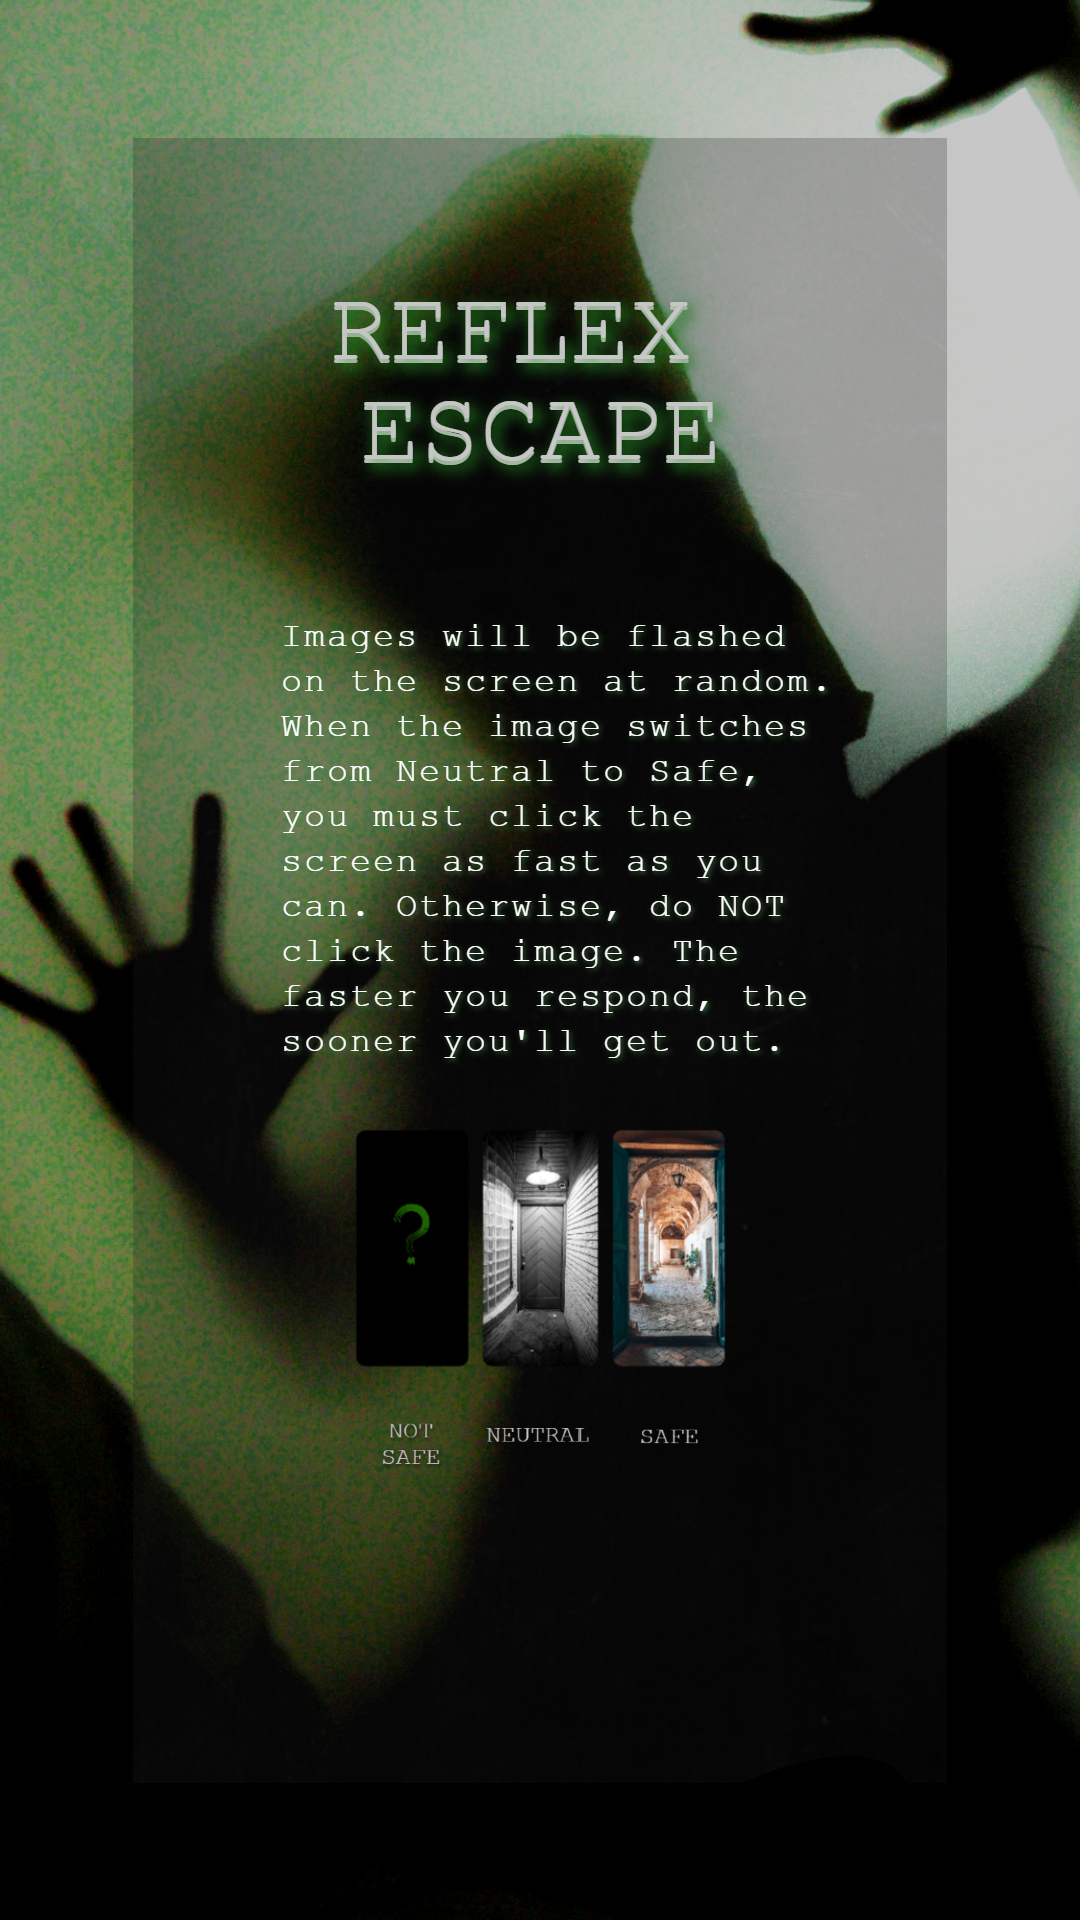 REFLEX
ESCAPE
Images will be flashed
on the screen at random.
When the image switches
from Neutral to Safe,
you must click the
screen as fast as you
can. Otherwise, do NOT
click the image. The
faster you respond, the
sooner you'll get out.
?
NOT
SAFE
NEUTRAL
SAFE